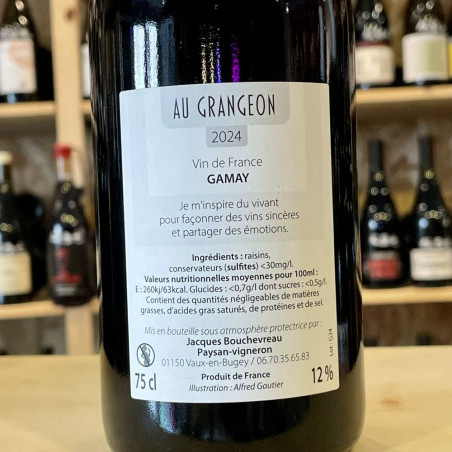 AU GRANGEON
2024
Vin de France
GAMAY
Je m'inspire du vivant
pour façonner des vins sincères
et partager des émotions.
Ingrédients : raisins,
conservateurs (sulfites) <30mg/l.
Valeurs nutritionnelles moyennes pour 100ml :
E : 260kj/63kcal. Glucides : <0,7g/l dont sucres : <0,5g/l.
Contient des quantités négligeables de matières
grasses, d'acides gras saturés, de protéines et de sel.
Mis en bouteille sous atmosphère protectrice par :
Jacques Bouchevreau
Paysan-vigneron
01150 Vaux-en-Bugey / 06.70.35.65.83
Produit de France
Illustration : Alfred Gautier
75 cl
12 %
Lot : G24